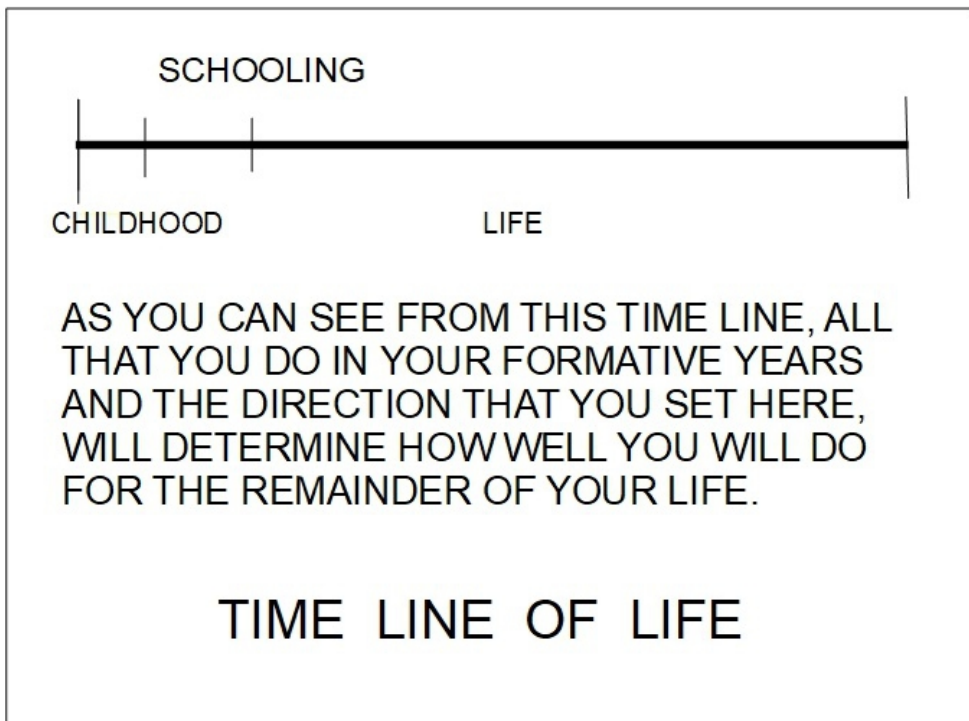 SCHOOLING
CHILDHOOD
LIFE
AS YOU CAN SEE FROM THIS TIME LINE, ALL
THAT YOU DO IN YOUR FORMATIVE YEARS
AND THE DIRECTION THAT YOU SET HERE,
WILL DETERMINE HOW WELL YOU WILL DO
FOR THE REMAINDER OF YOUR LIFE.
TIME LINE OF LIFE